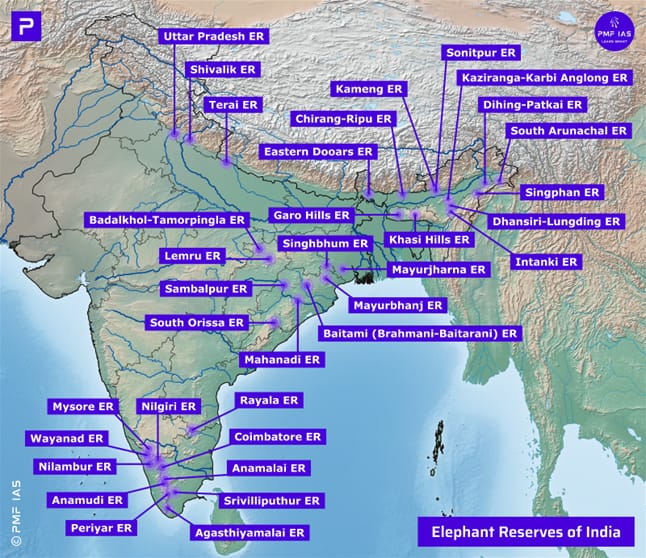 P
PMF IAS
LEARN SMART
Uttar Pradesh ER
Shivalik ER
Terai ER
Sonitpur ER
Kaziranga-Karbi Anglong ER
Kameng ER
Dihing-Patkai ER
Chirang-Ripu ER
South Arunachal ER
Eastern Dooars ER
Singphan ER
Badalkhol-Tamorpingla ER
Garo Hills ER
Dhansiri-Lungding ER
Singhbhum ER
Khasi Hills ER
Lemru ER
Intanki ER
Mayurjharna ER
Sambalpur ER
Mayurbhanj ER
South Orissa ER
Baitami (Brahmani-Baitarani) ER
Mahanadi ER
Mysore ER
Nilgiri ER
Rayala ER
Wayanad ER
Coimbatore ER
Nilambur ER
Anamalai ER
Anamudi ER
Srivilliputhur ER
Periyar ER
Agasthiyamalai ER
Elephant Reserves of India
© PMF IAS